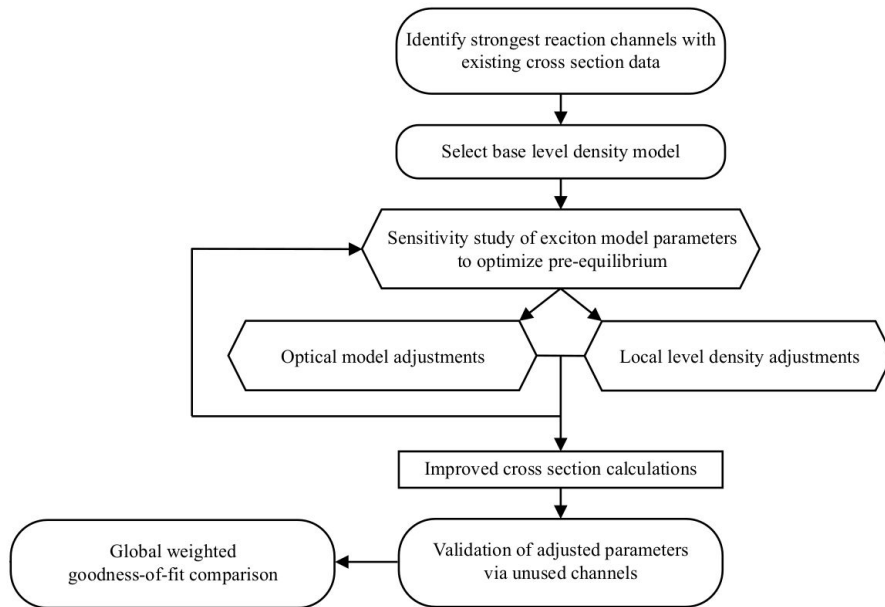 Identify strongest reaction channels with
existing cross section data
Select base level density model
Sensitivity study of exciton model parameters
to optimize pre-equilibrium
Optical model adjustments
Local level density adjustments
Improved cross section calculations
Global weighted
goodness-of-fit comparison
Validation of adjusted parameters
via unused channels